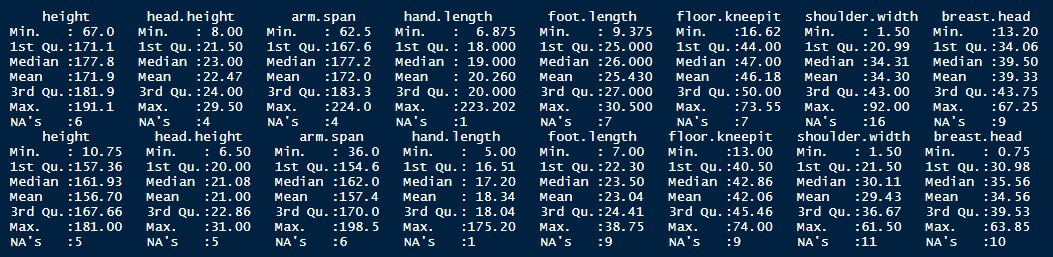 height head.height arm.span hand.length foot.length floor.kneepit shoulder.width breast.head
Min. : 67.0 Min. : 8.00 Min. : 62.5 Min. : 6.875 Min. : 9.375 Min. :16.62 Min. : 1.50 Min. :13.20
1st Qu.:171.1 1st Qu.:21.50 1st Qu.:167.6 1st Qu.: 18.000 1st Qu.:25.000 1st Qu.:44.00 1st Qu.:20.99 1st Qu.:34.06
Median :177.8 Median :23.00 Median :177.2 Median : 19.000 Median :26.000 Median :47.00 Median :34.31 Median :39.50
Mean :171.9 Mean :22.47 Mean :172.0 Mean : 20.260 Mean :25.430 Mean :46.18 Mean :34.30 Mean :39.33
3rd Qu.:181.9 3rd Qu.:24.00 3rd Qu.:183.3 3rd Qu.: 20.000 3rd Qu.:27.000 3rd Qu.:50.00 3rd Qu.:43.00 3rd Qu.:43.75
Max. :191.1 Max. :29.50 Max. :224.0 Max. :223.202 Max. :30.500 Max. :73.55 Max. :92.00 Max. :67.25
NA's :6 NA's :4 NA's :4 NA's :1 NA's :7 NA's :7 NA's :16 NA's :9
height head.height arm.span hand.length foot.length floor.kneepit shoulder.width breast.head
Min. : 10.75 Min. : 6.50 Min. : 36.0 Min. : 5.00 Min. : 7.00 Min. :13.00 Min. : 1.50 Min. : 0.75
1st Qu.:157.36 1st Qu.:20.00 1st Qu.:154.6 1st Qu.: 16.51 1st Qu.:22.30 1st Qu.:40.50 1st Qu.:21.50 1st Qu.:30.98
Median :161.93 Median :21.08 Median :162.0 Median : 17.20 Median :23.50 Median :42.86 Median :30.11 Median :35.56
Mean :156.70 Mean :21.00 Mean :157.4 Mean : 18.34 Mean :23.04 Mean :42.06 Mean :29.43 Mean :34.56
3rd Qu.:167.66 3rd Qu.:22.86 3rd Qu.:170.0 3rd Qu.: 18.04 3rd Qu.:24.41 3rd Qu.:45.46 3rd Qu.:36.67 3rd Qu.:39.53
Max. :181.00 Max. :31.00 Max. :198.5 Max. :175.20 Max. :38.75 Max. :74.00 Max. :61.50 Max. :63.85
NA's :5 NA's :5 NA's :6 NA's :1 NA's :9 NA's :9 NA's :11 NA's :10